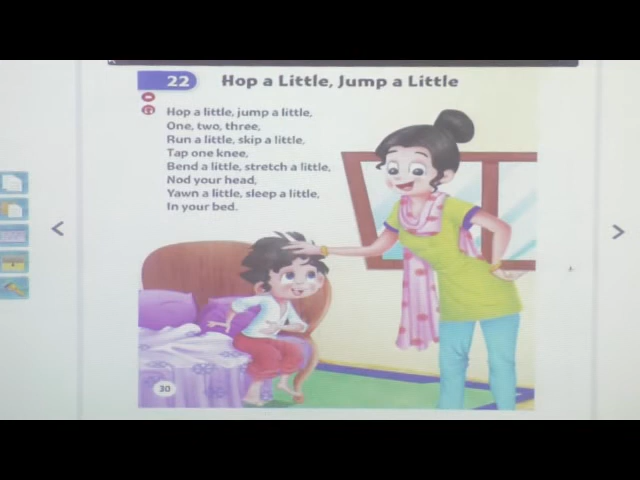 22
Hop a Little, Jump a Little
Hop a little, jump a little,
One, two, three,
Run a little, skip a little,
Tap one knee,
Bend a little, stretch a little,
Nod your head,
Yawn a little, sleep a little,
In your bed.
30